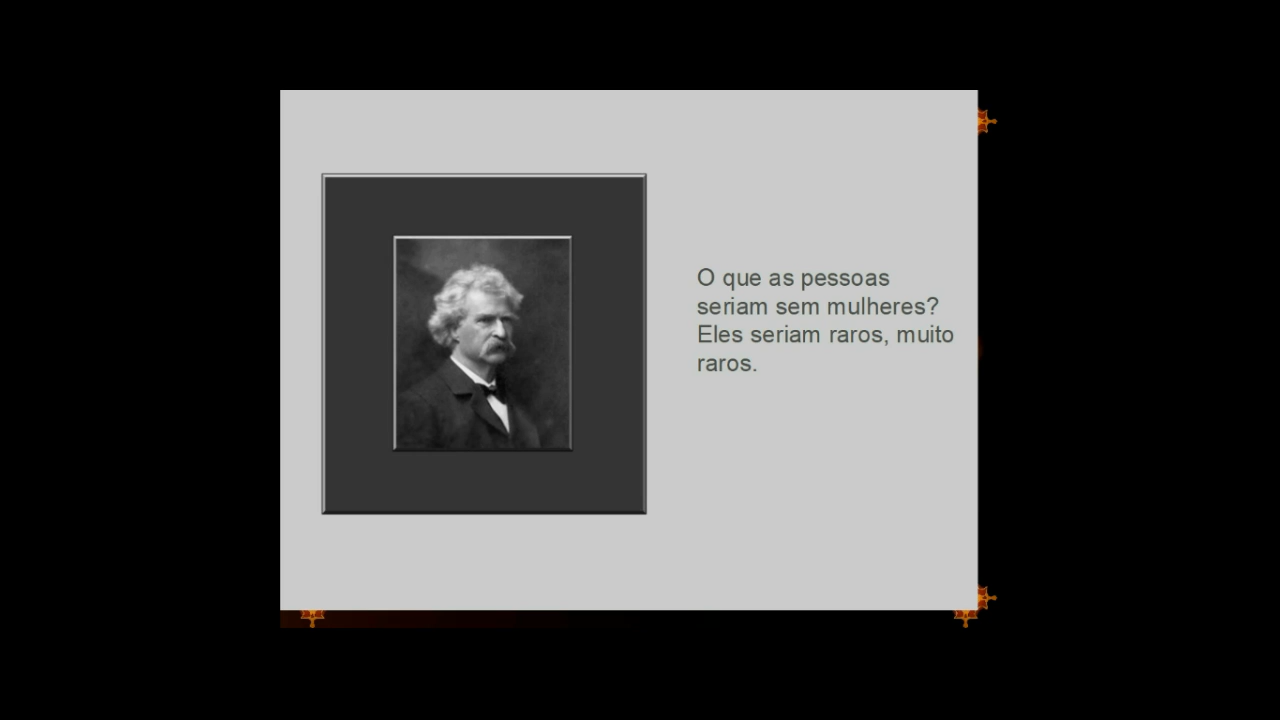 O que as pessoas
seriam sem mulheres?
Eles seriam raros, muito
raros.